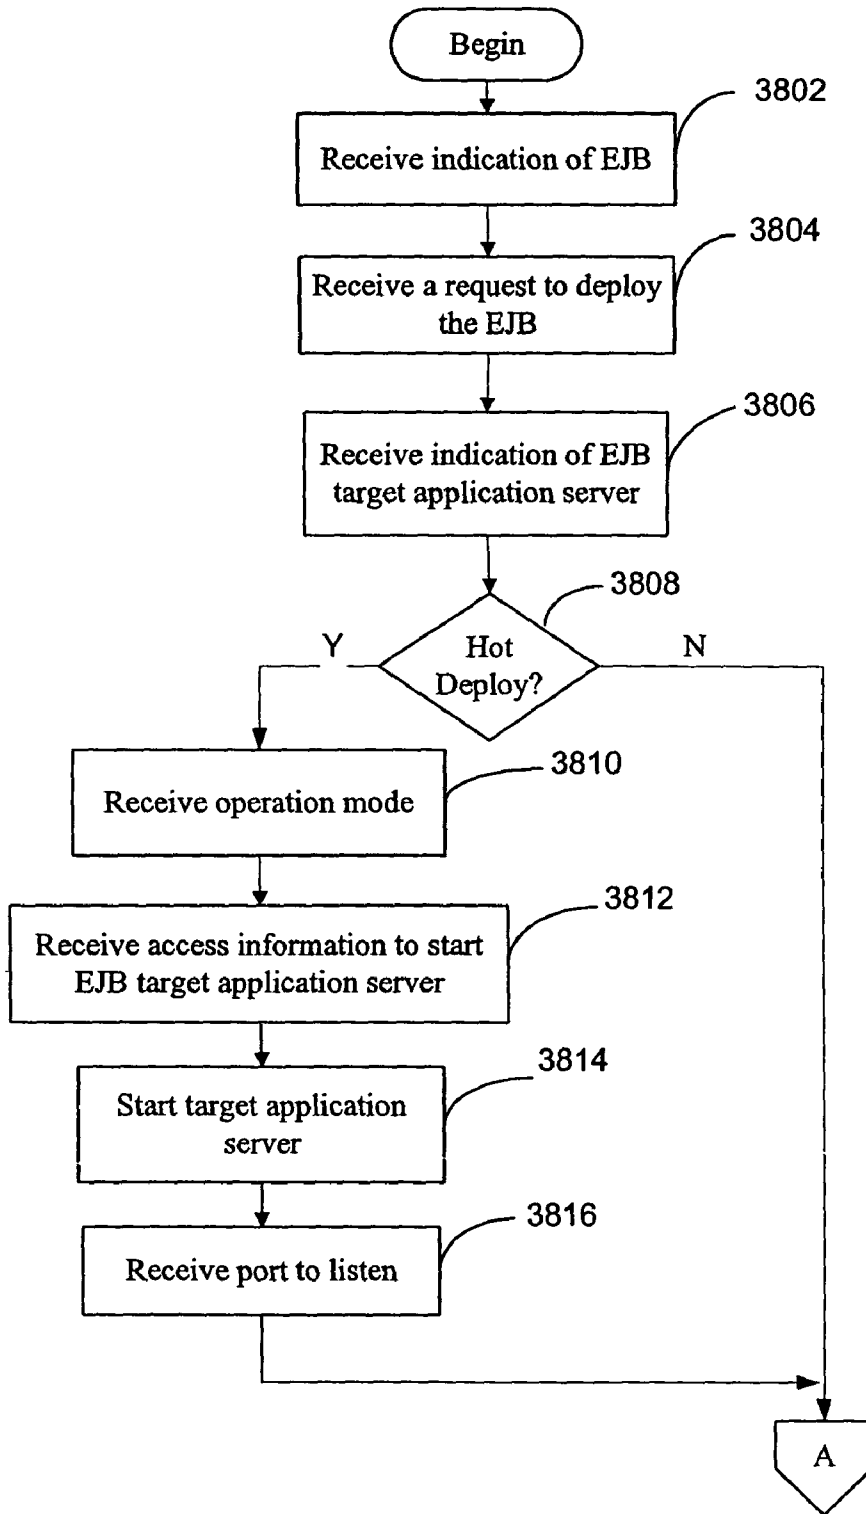 Begin
3802
Receive indication of EJB
3804
Receive a request to deploy
the EJB
3806
Receive indication of EJB
target application server
3808
Y
Hot
Deploy?
N
3810
Receive operation mode
3812
Receive access information to start
EJB target application server
3814
Start target application
server
3816
Receive port to listen
A